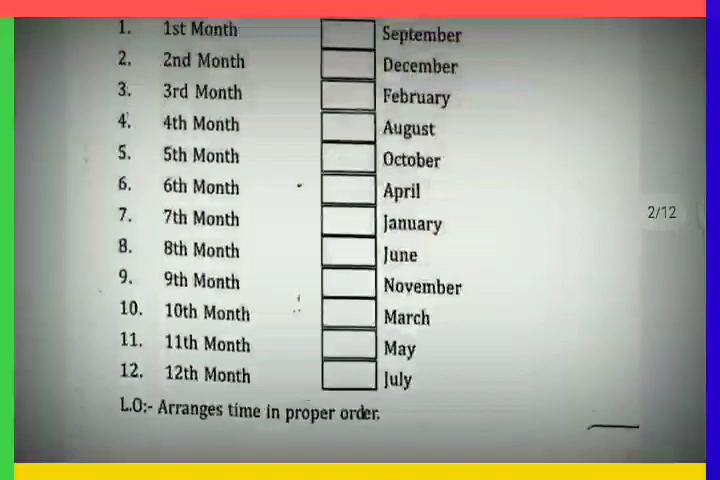 1. 1st Month September
2. 2nd Month December
3. 3rd Month February
4. 4th Month August
5. 5th Month October
6. 6th Month April
7. 7th Month January
8. 8th Month June
9. 9th Month November
10. 10th Month March
11. 11th Month May
12. 12th Month July
L.O:- Arranges time in proper order.
2/12